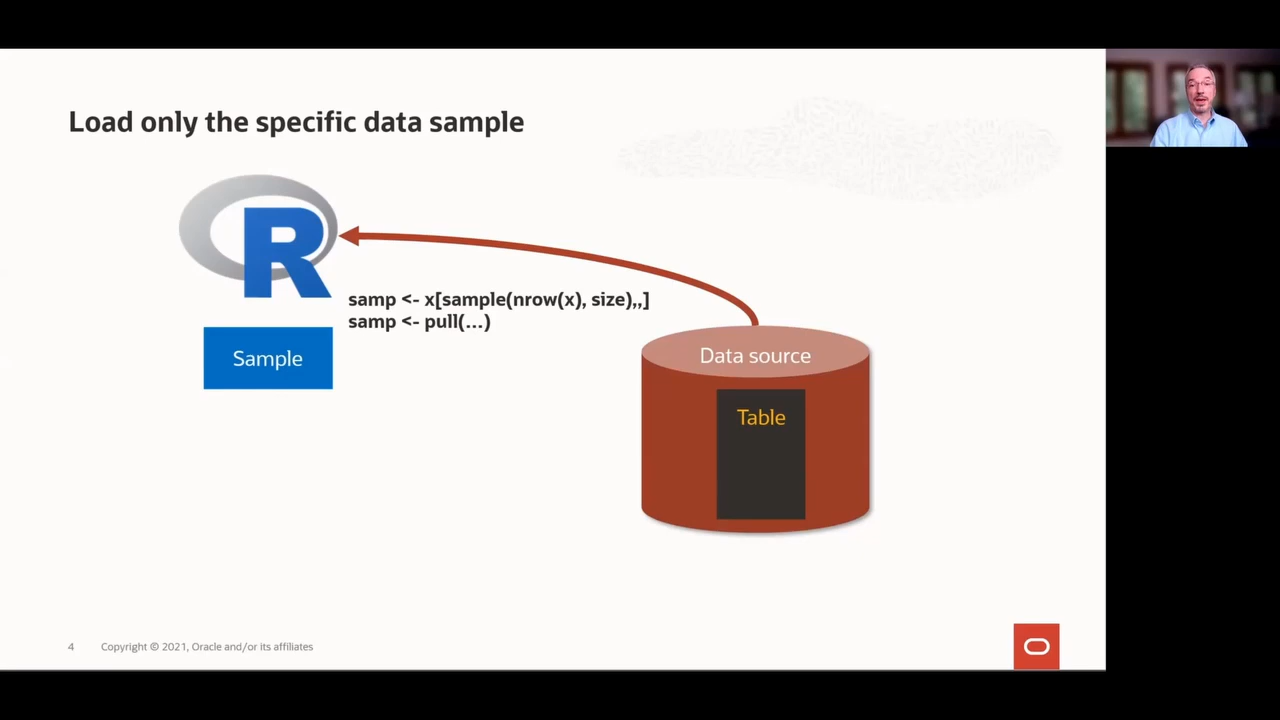 Load only the specific data sample
R
samp <- x[sample(nrow(x), size),,]
samp <- pull(...)
Sample
Data source
Table
4 Copyright © 2021, Oracle and/or its affiliates